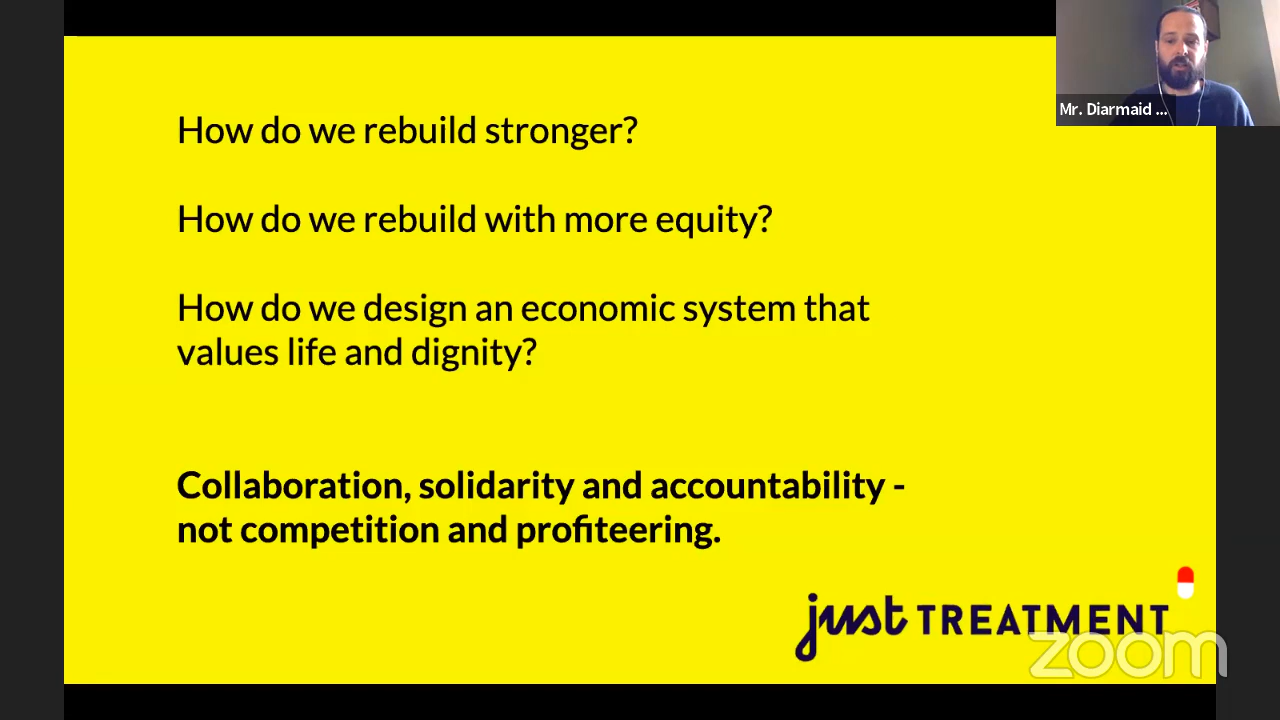 Mr. Diarmaid ...
How do we rebuild stronger?
How do we rebuild with more equity?
How do we design an economic system that
values life and dignity?
Collaboration, solidarity and accountability -
not competition and profiteering.
just TREATMENT
zoom